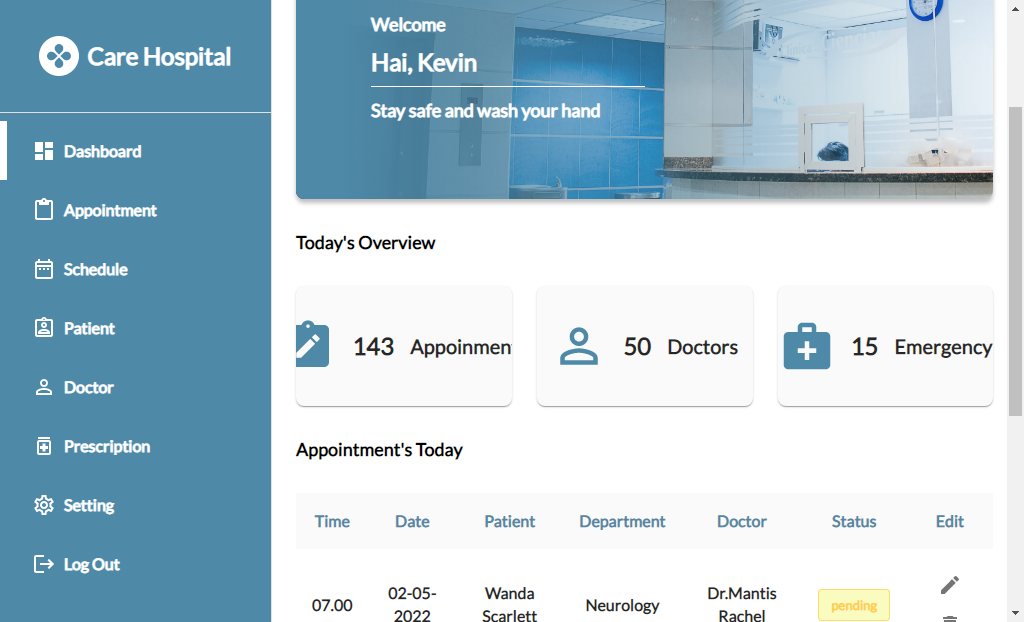 Care Hospital
Dashboard
Appointment
Schedule
Patient
Doctor
Prescription
Setting
Log Out
Welcome
Hai, Kevin
Stay safe and wash your hand
Today's Overview
143 Appoinmen
50 Doctors
15 Emergency
Appointment's Today
Time Date Patient Department Doctor Status Edit
07.00 02-05-2022 Wanda Scarlett Neurology Dr.Mantis Rachel pending